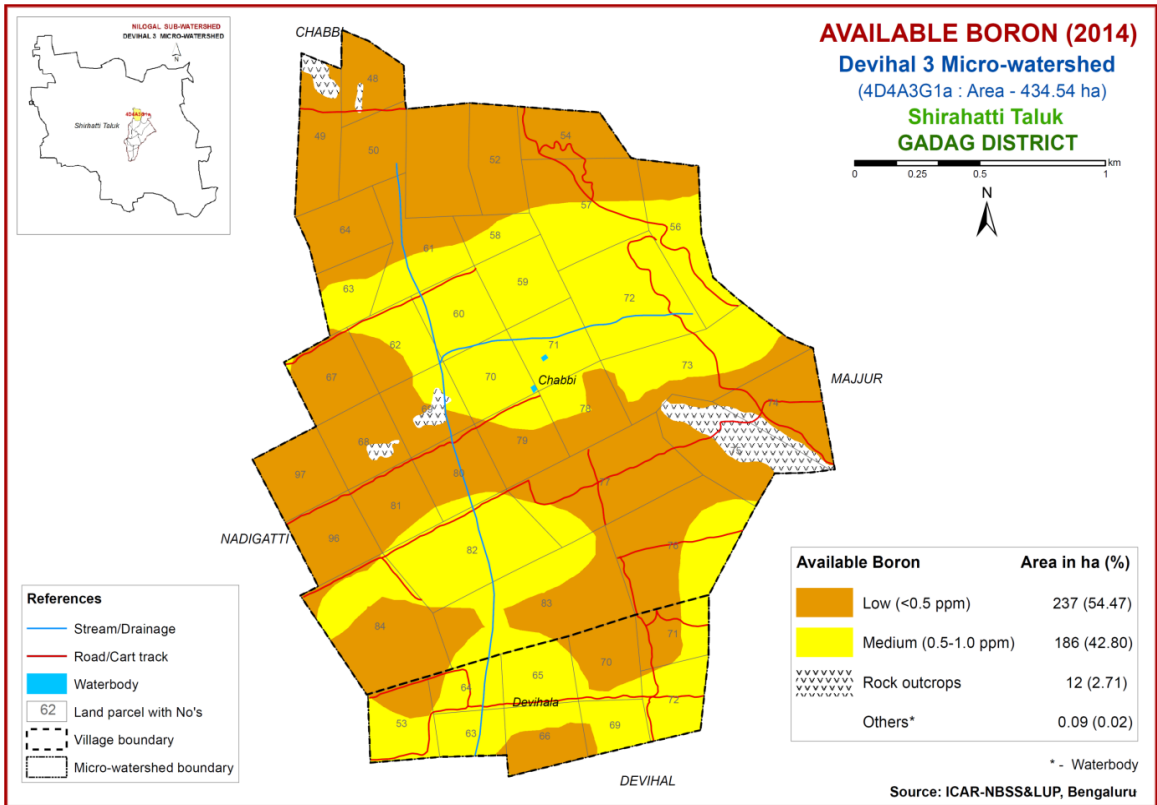 NILOGAL SUB-WATERSHED
DEVIHAL 3 MICRO-WATERSHED
N
4D4A3G1a
Shirhatti Taluk
AVAILABLE BORON (2014)
Devihal 3 Micro-watershed
(4D4A3G1a : Area - 434.54 ha)
Shirahatti Taluk
GADAG DISTRICT
km
0 0.25 0.5 1
N
CHABBI
48
49
50
52
54
57
56
64
61
58
63
59
72
60
62
71
67
70
Chabbi
73
MAJJUR
69
78
74
68
79
75
97
80
77
81
96
NADIGATTI
82
76
83
84
71
70
65
64
Devihala
72
53
63
66
69
DEVIHAL
References
Stream/Drainage
Road/Cart track
Waterbody
62 Land parcel with No's
Village boundary
Micro-watershed boundary
Available Boron Area in ha (%)
Low (<0.5 ppm) 237 (54.47)
Medium (0.5-1.0 ppm) 186 (42.80)
Rock outcrops 12 (2.71)
Others* 0.09 (0.02)
* - Waterbody
Source: ICAR-NBSS&LUP, Bengaluru